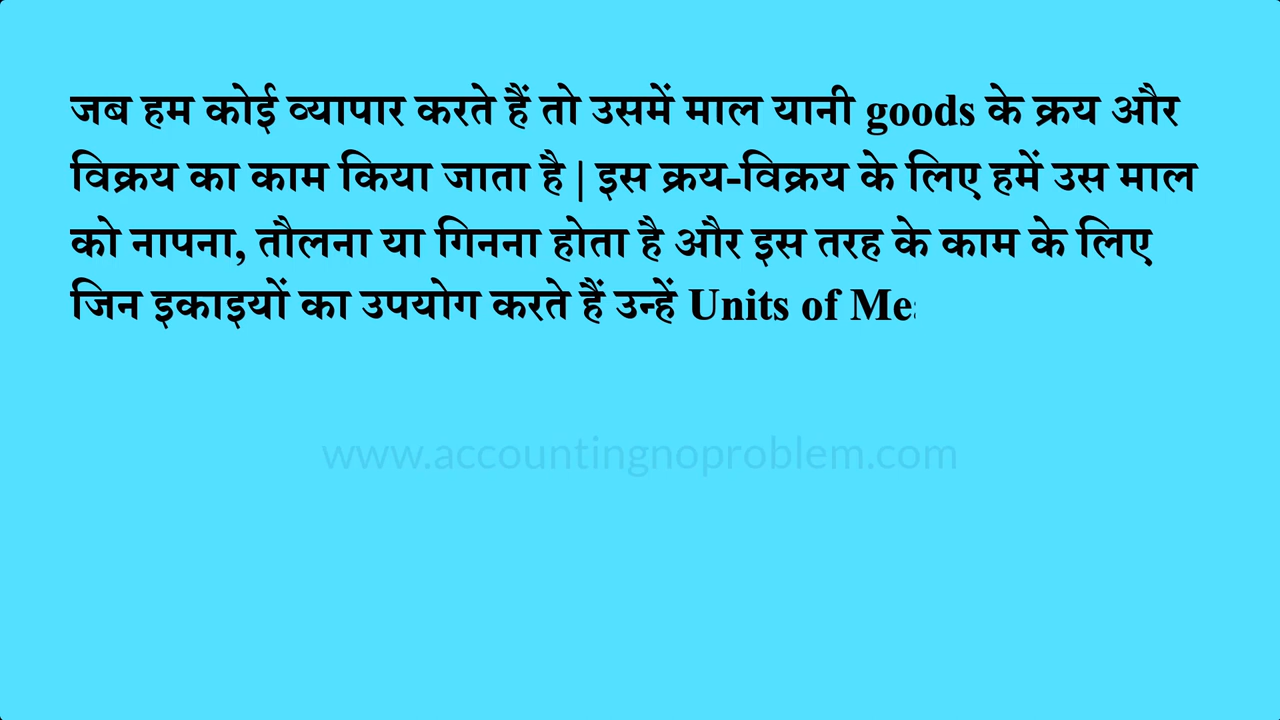 जब हम कोई व्यापार करते हैं तो उसमें माल यानी goods के क्रय और
विक्रय का काम किया जाता है | इस क्रय-विक्रय के लिए हमें उस माल
को नापना, तौलना या गिनना होता है और इस तरह के काम के लिए
जिन इकाइयों का उपयोग करते हैं उन्हें Units of Me
www.accountingnoproblem.com